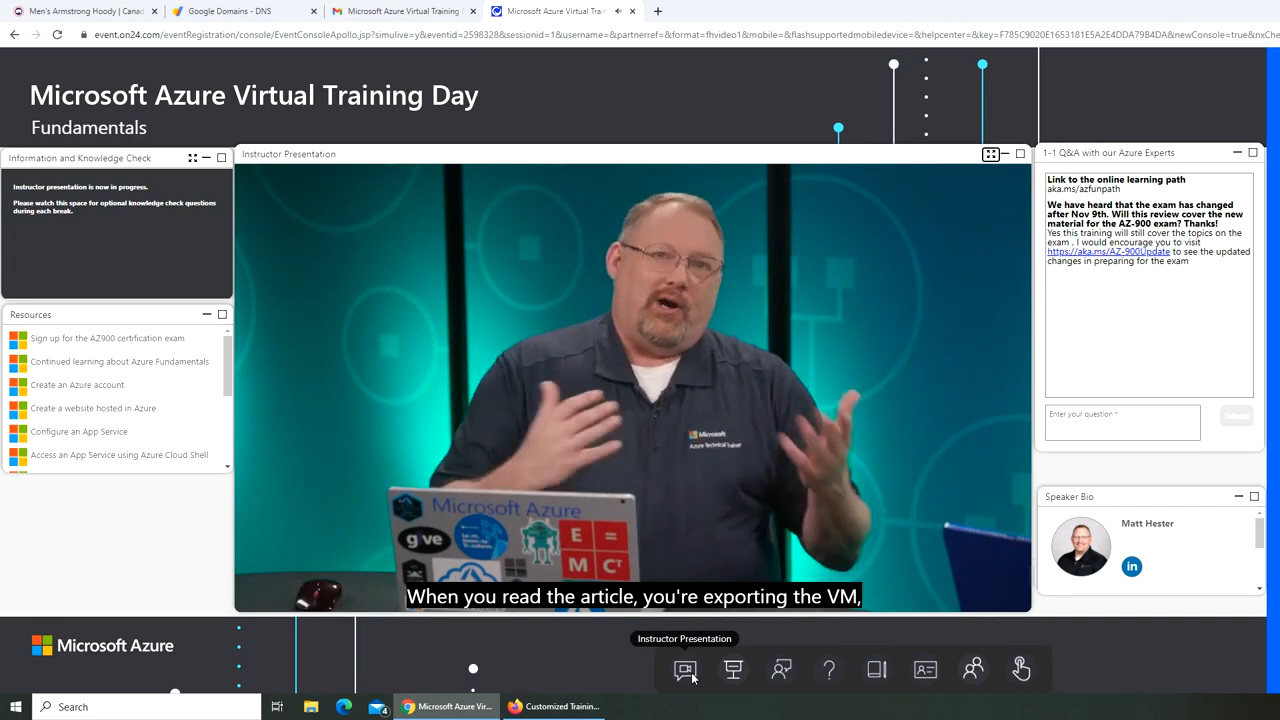 Men's Armstrong Hoody | Canad
Google Domains - DNS
Microsoft Azure Virtual Training
Microsoft Azure Virtual Train
event.on24.com/eventRegistration/console/EventConsoleApollo.jsp?simulive=y&eventid=2598328&sessionid=1&username=&partnerref=&format=fhvideo1&mobile=&flashsupportedmobiledevice=&helpcenter=&key=F785C9020E1653181E5A2E4DDA79B4DA&newConsole=true&nxChe
Microsoft Azure Virtual Training Day
Fundamentals
Information and Knowledge Check
Instructor presentation is now in progress.
Please watch this space for optional knowledge check questions
during each break.
Resources
Sign up for the AZ900 certification exam
Continued learning about Azure Fundamentals
Create an Azure account
Create a website hosted in Azure
Configure an App Service
Access an App Service using Azure Cloud Shell
Instructor Presentation
Microsoft
Azure Technical Trainer
Microsoft Azure
give
E =
M C
When you read the article, you're exporting the VM,
1-1 Q&A with our Azure Experts
Link to the online learning path
aka.ms/azfunpath
We have heard that the exam has changed
after Nov 9th. Will this review cover the new
material for the AZ-900 exam? Thanks!
Yes this training will still cover the topics on the
exam , I would encourage you to visit
https://aka.ms/AZ-900Update to see the updated
changes in preparing for the exam
Enter your question *
Submit
Speaker Bio
Matt Hester
in
Microsoft Azure
Instructor Presentation
Search
4
Microsoft Azure Vir...
Customized Trainin...